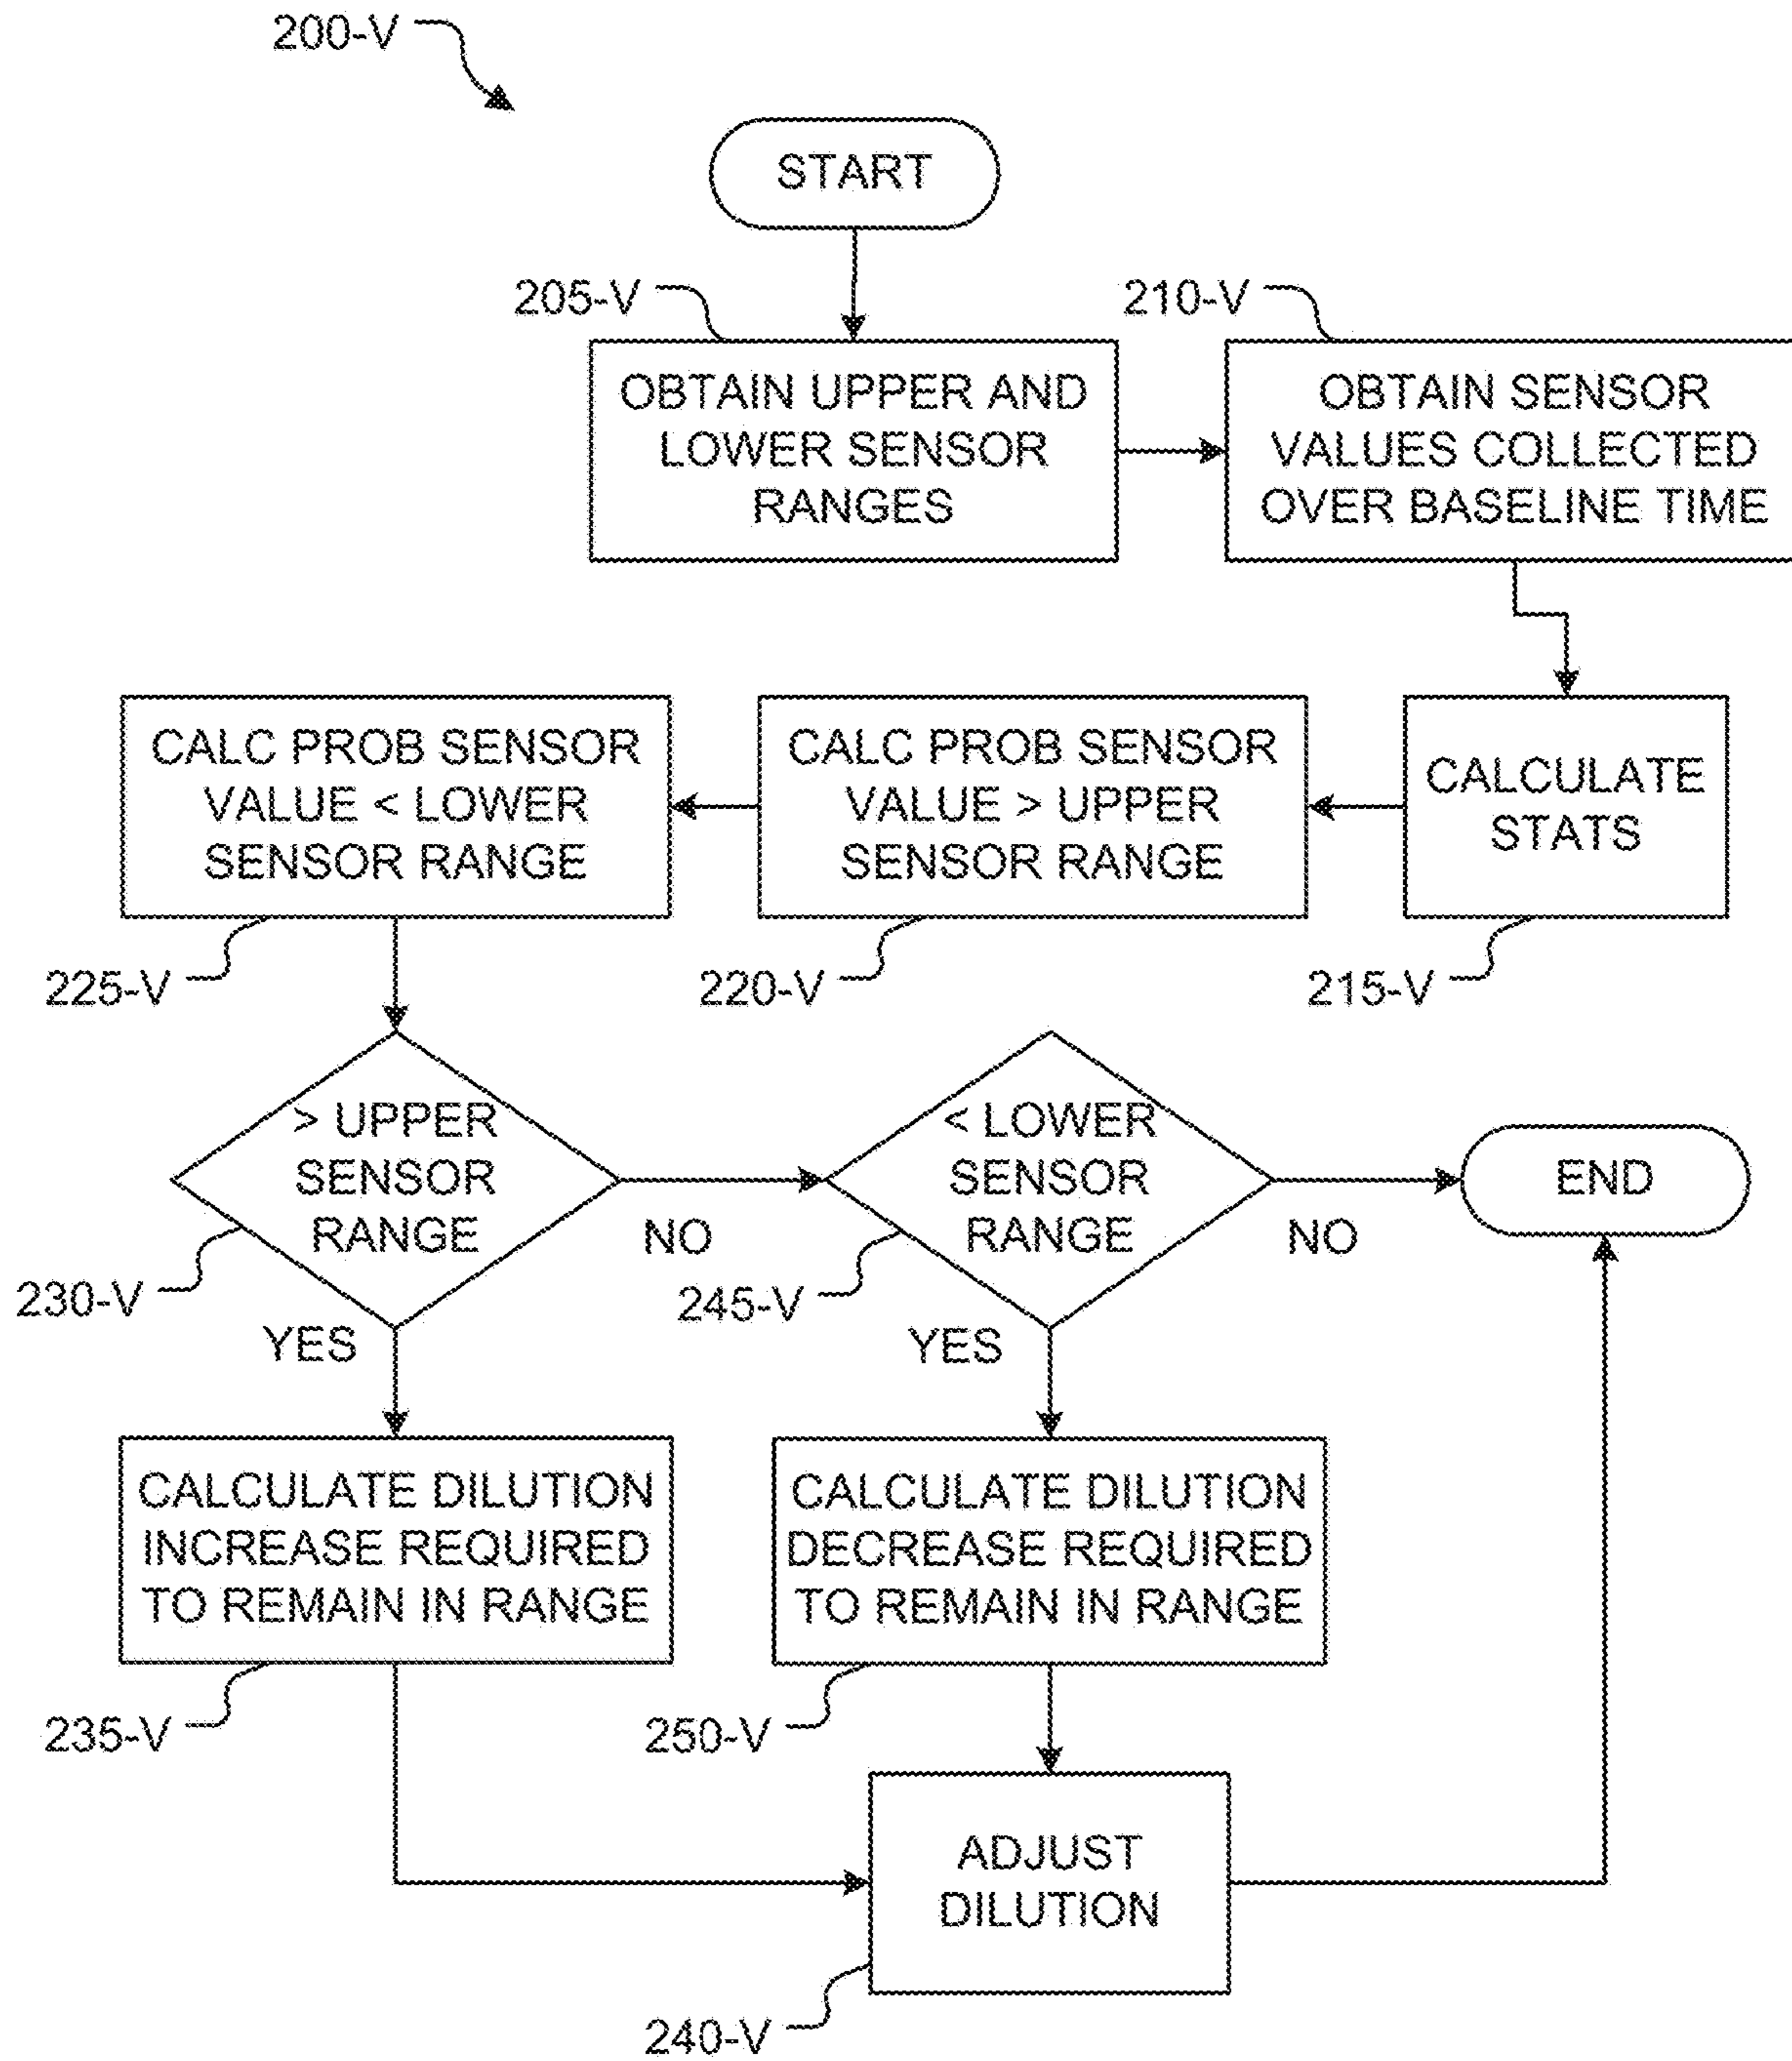 200-V
START
205-V
210-V
OBTAIN UPPER AND
LOWER SENSOR
RANGES
OBTAIN SENSOR
VALUES COLLECTED
OVER BASELINE TIME
CALC PROB SENSOR
VALUE < LOWER
SENSOR RANGE
CALC PROB SENSOR
VALUE > UPPER
SENSOR RANGE
CALCULATE
STATS
225-V
220-V
215-V
> UPPER
SENSOR
RANGE
< LOWER
SENSOR
RANGE
END
NO
NO
230-V
245-V
YES
YES
CALCULATE DILUTION
INCREASE REQUIRED
TO REMAIN IN RANGE
CALCULATE DILUTION
DECREASE REQUIRED
TO REMAIN IN RANGE
235-V
250-V
ADJUST
DILUTION
240-V